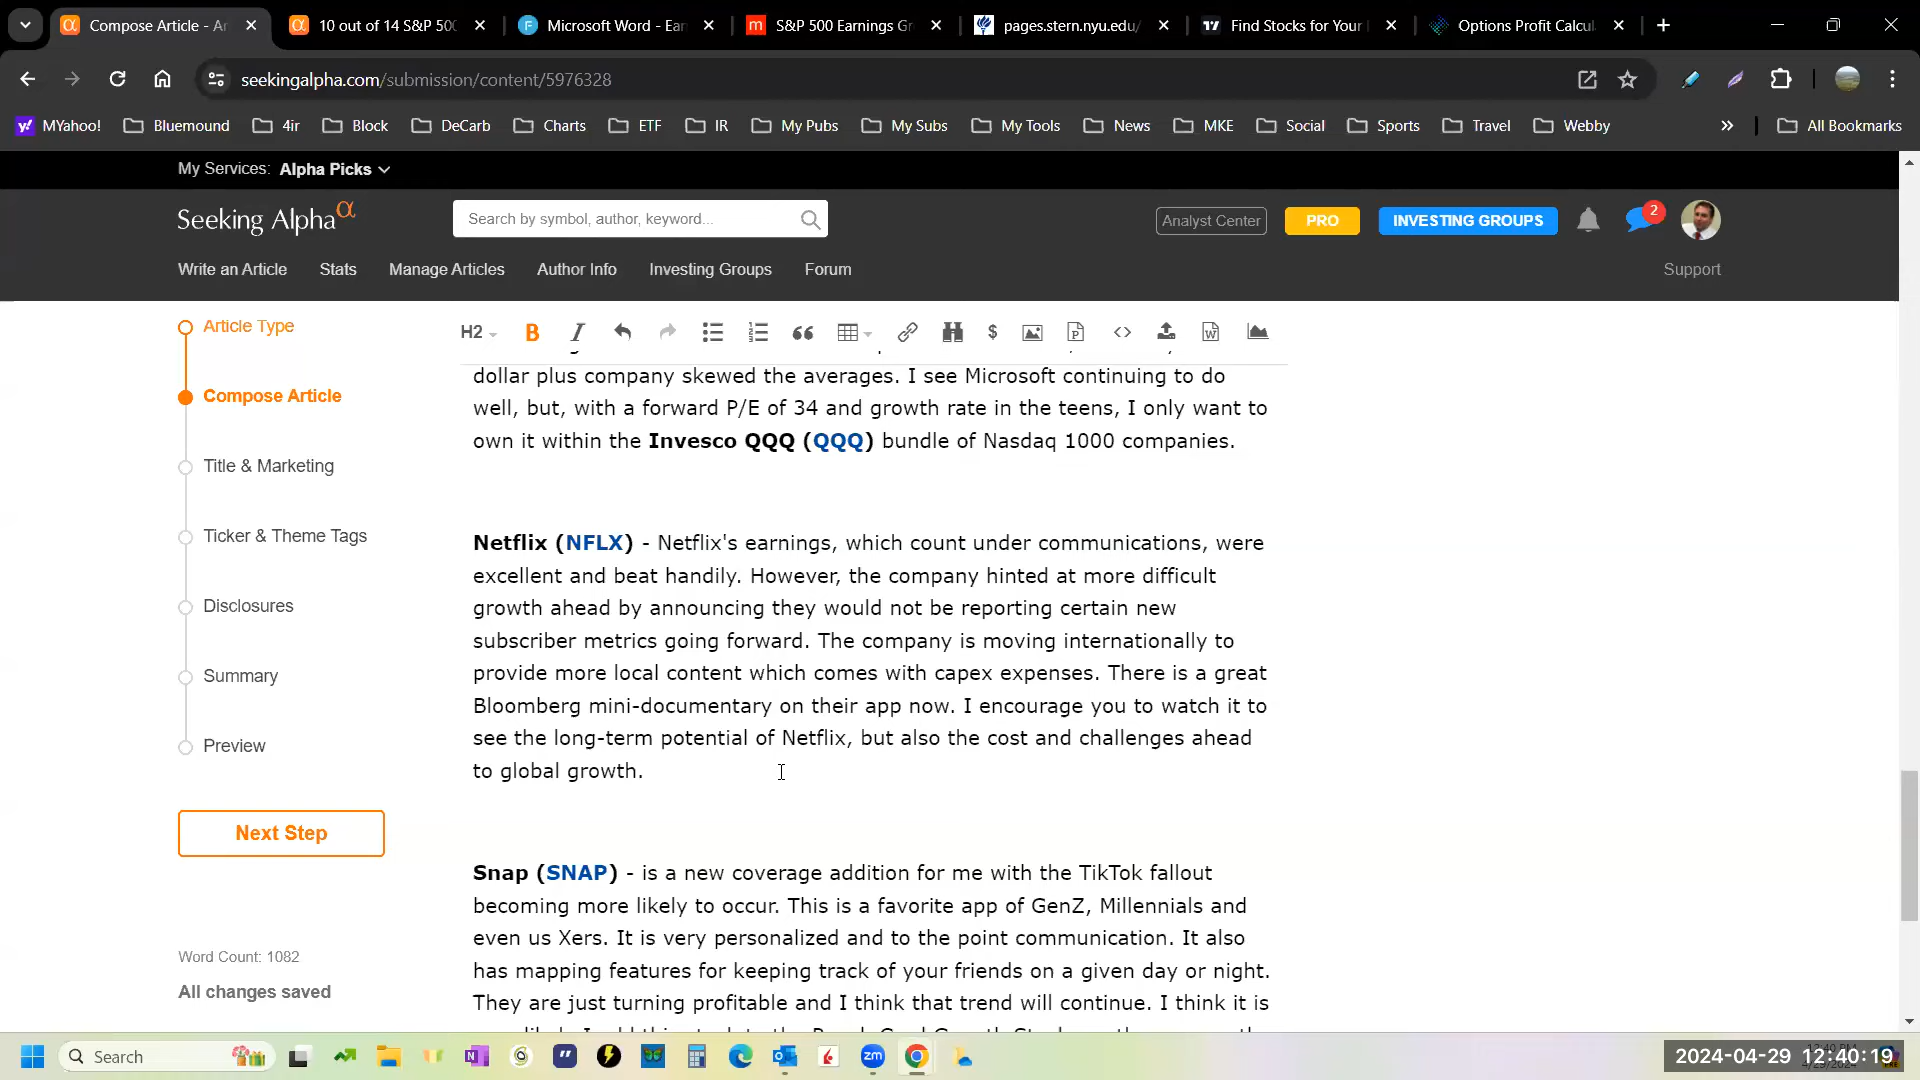 Compose Article - Ar
10 out of 14 S&P 500
Microsoft Word - Ear
S&P 500 Earnings Gr
pages.stern.nyu.edu/
Find Stocks for Your
Options Profit Calcul
seekingalpha.com/submission/content/5976328
MYahoo!
Bluemound
4ir
Block
DeCarb
Charts
ETF
IR
My Pubs
My Subs
My Tools
News
MKE
Social
Sports
Travel
Webby
All Bookmarks
My Services: Alpha Picks
Seeking Alpha α
Search by symbol, author, keyword...
Analyst Center
PRO
INVESTING GROUPS
2
Write an Article
Stats
Manage Articles
Author Info
Investing Groups
Forum
Support
Article Type
Compose Article
Title & Marketing
Ticker & Theme Tags
Disclosures
Summary
Preview
Next Step
Word Count: 1082
All changes saved
H2 B I
dollar plus company skewed the averages. I see Microsoft continuing to do
well, but, with a forward P/E of 34 and growth rate in the teens, I only want to
own it within the Invesco QQQ (QQQ) bundle of Nasdaq 1000 companies.
Netflix (NFLX) - Netflix's earnings, which count under communications, were
excellent and beat handily. However, the company hinted at more difficult
growth ahead by announcing they would not be reporting certain new
subscriber metrics going forward. The company is moving internationally to
provide more local content which comes with capex expenses. There is a great
Bloomberg mini-documentary on their app now. I encourage you to watch it to
see the long-term potential of Netflix, but also the cost and challenges ahead
to global growth.
Snap (SNAP) - is a new coverage addition for me with the TikTok fallout
becoming more likely to occur. This is a favorite app of GenZ, Millennials and
even us Xers. It is very personalized and to the point communication. It also
has mapping features for keeping track of your friends on a given day or night.
They are just turning profitable and I think that trend will continue. I think it is
Search
2024-04-29 12:40:19